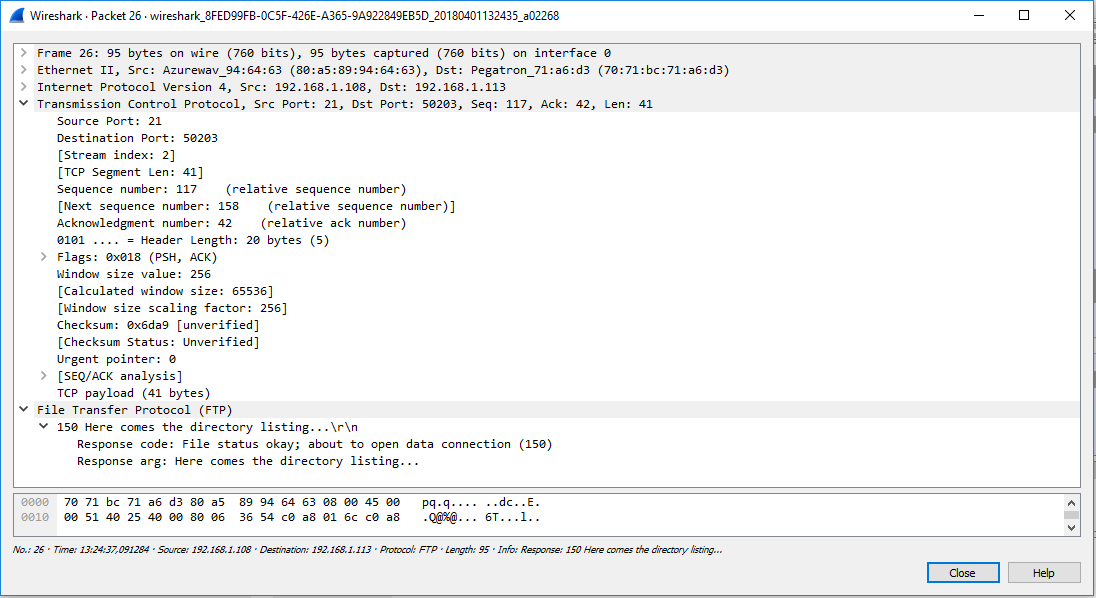 Wireshark · Packet 26 · wireshark_8FED99FB-0C5F-426E-A365-9A922849EB5D_20180401132435_a02268
Frame 26: 95 bytes on wire (760 bits), 95 bytes captured (760 bits) on interface 0
Ethernet II, Src: Azurewav_94:64:63 (80:a5:89:94:64:63), Dst: Pegatron_71:a6:d3 (70:71:bc:71:a6:d3)
Internet Protocol Version 4, Src: 192.168.1.108, Dst: 192.168.1.113
Transmission Control Protocol, Src Port: 21, Dst Port: 50203, Seq: 117, Ack: 42, Len: 41
Source Port: 21
Destination Port: 50203
[Stream index: 2]
[TCP Segment Len: 41]
Sequence number: 117    (relative sequence number)
[Next sequence number: 158    (relative sequence number)]
Acknowledgment number: 42    (relative ack number)
0101 .... = Header Length: 20 bytes (5)
Flags: 0x018 (PSH, ACK)
Window size value: 256
[Calculated window size: 65536]
[Window size scaling factor: 256]
Checksum: 0x6da9 [unverified]
[Checksum Status: Unverified]
Urgent pointer: 0
[SEQ/ACK analysis]
TCP payload (41 bytes)
File Transfer Protocol (FTP)
150 Here comes the directory listing...\r\n
Response code: File status okay; about to open data connection (150)
Response arg: Here comes the directory listing...
0000  70 71 bc 71 a6 d3 80 a5  89 94 64 63 08 00 45 00   pq.q.... ..dc..E.
0010  00 51 40 25 40 00 80 06  36 54 c0 a8 01 6c c0 a8   .Q@%@... 6T...l..
No.: 26 · Time: 13:24:37,091284 · Source: 192.168.1.108 · Destination: 192.168.1.113 · Protocol: FTP · Length: 95 · Info: Response: 150 Here comes the directory listing...
Close Help